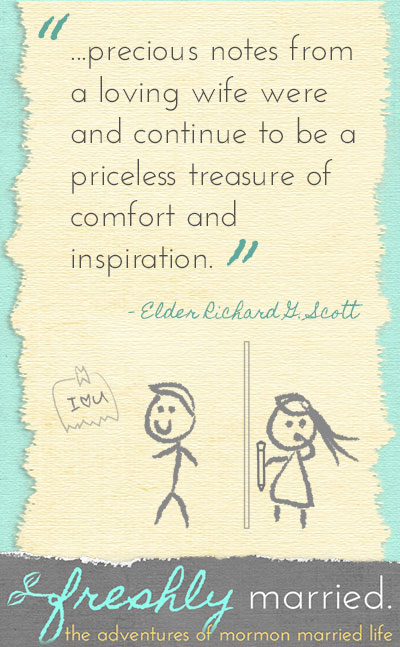 "...precious notes from
a loving wife were
and continue to be a
priceless treasure of
comfort and
inspiration."
- Elder Richard G. Scott
I ♥ U
freshly married.
the adventures of mormon married life